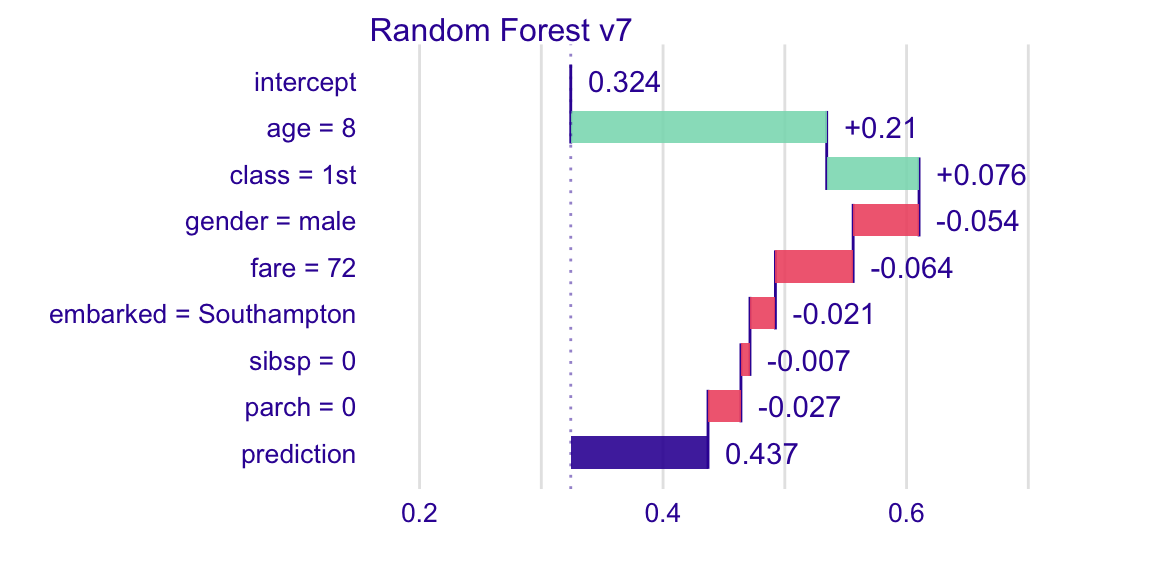 Random Forest v7
intercept 0.324
age = 8 +0.21
class = 1st +0.076
gender = male -0.054
fare = 72 -0.064
embarked = Southampton -0.021
sibsp = 0 -0.007
parch = 0 -0.027
prediction 0.437
0.2 0.4 0.6